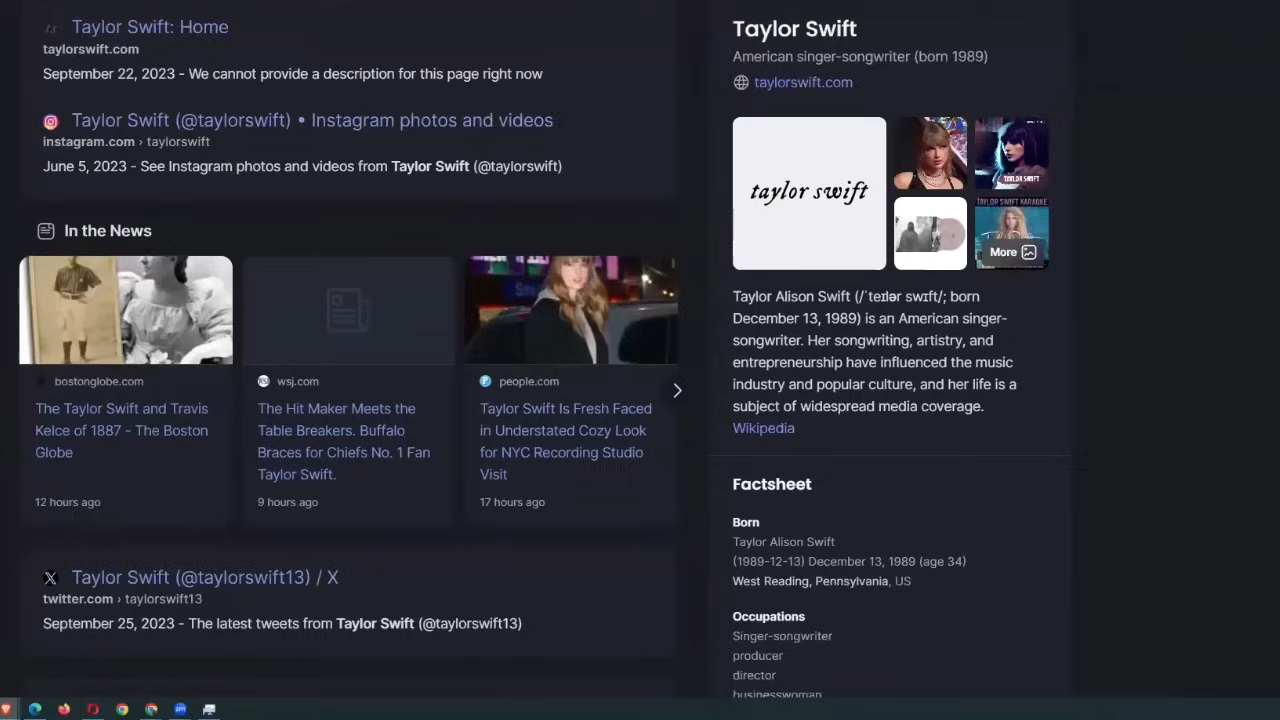 Taylor Swift: Home
taylorswift.com
September 22, 2023 - We cannot provide a description for this page right now
Taylor Swift (@taylorswift) • Instagram photos and videos
instagram.com › taylorswift
June 5, 2023 - See Instagram photos and videos from Taylor Swift (@taylorswift)
In the News
bostonglobe.com
The Taylor Swift and Travis
Kelce of 1887 - The Boston
Globe
12 hours ago
wsj.com
The Hit Maker Meets the
Table Breakers. Buffalo
Braces for Chiefs No. 1 Fan
Taylor Swift.
9 hours ago
people.com
Taylor Swift Is Fresh Faced
in Understated Cozy Look
for NYC Recording Studio
Visit
17 hours ago
Taylor Swift (@taylorswift13) / X
twitter.com › taylorswift13
September 25, 2023 - The latest tweets from Taylor Swift (@taylorswift13)
Taylor Swift
American singer-songwriter (born 1989)
taylorswift.com
taylor swift
TAYLOR SWIFT
TAYLOR SWIFT KARAOKE
More
Taylor Alison Swift (/ˈteɪlər swɪft/; born
December 13, 1989) is an American singer-
songwriter. Her songwriting, artistry, and
entrepreneurship have influenced the music
industry and popular culture, and her life is a
subject of widespread media coverage.
Wikipedia
Factsheet
Born
Taylor Alison Swift
(1989-12-13) December 13, 1989 (age 34)
West Reading, Pennsylvania, US
Occupations
Singer-songwriter
producer
director
businesswoman